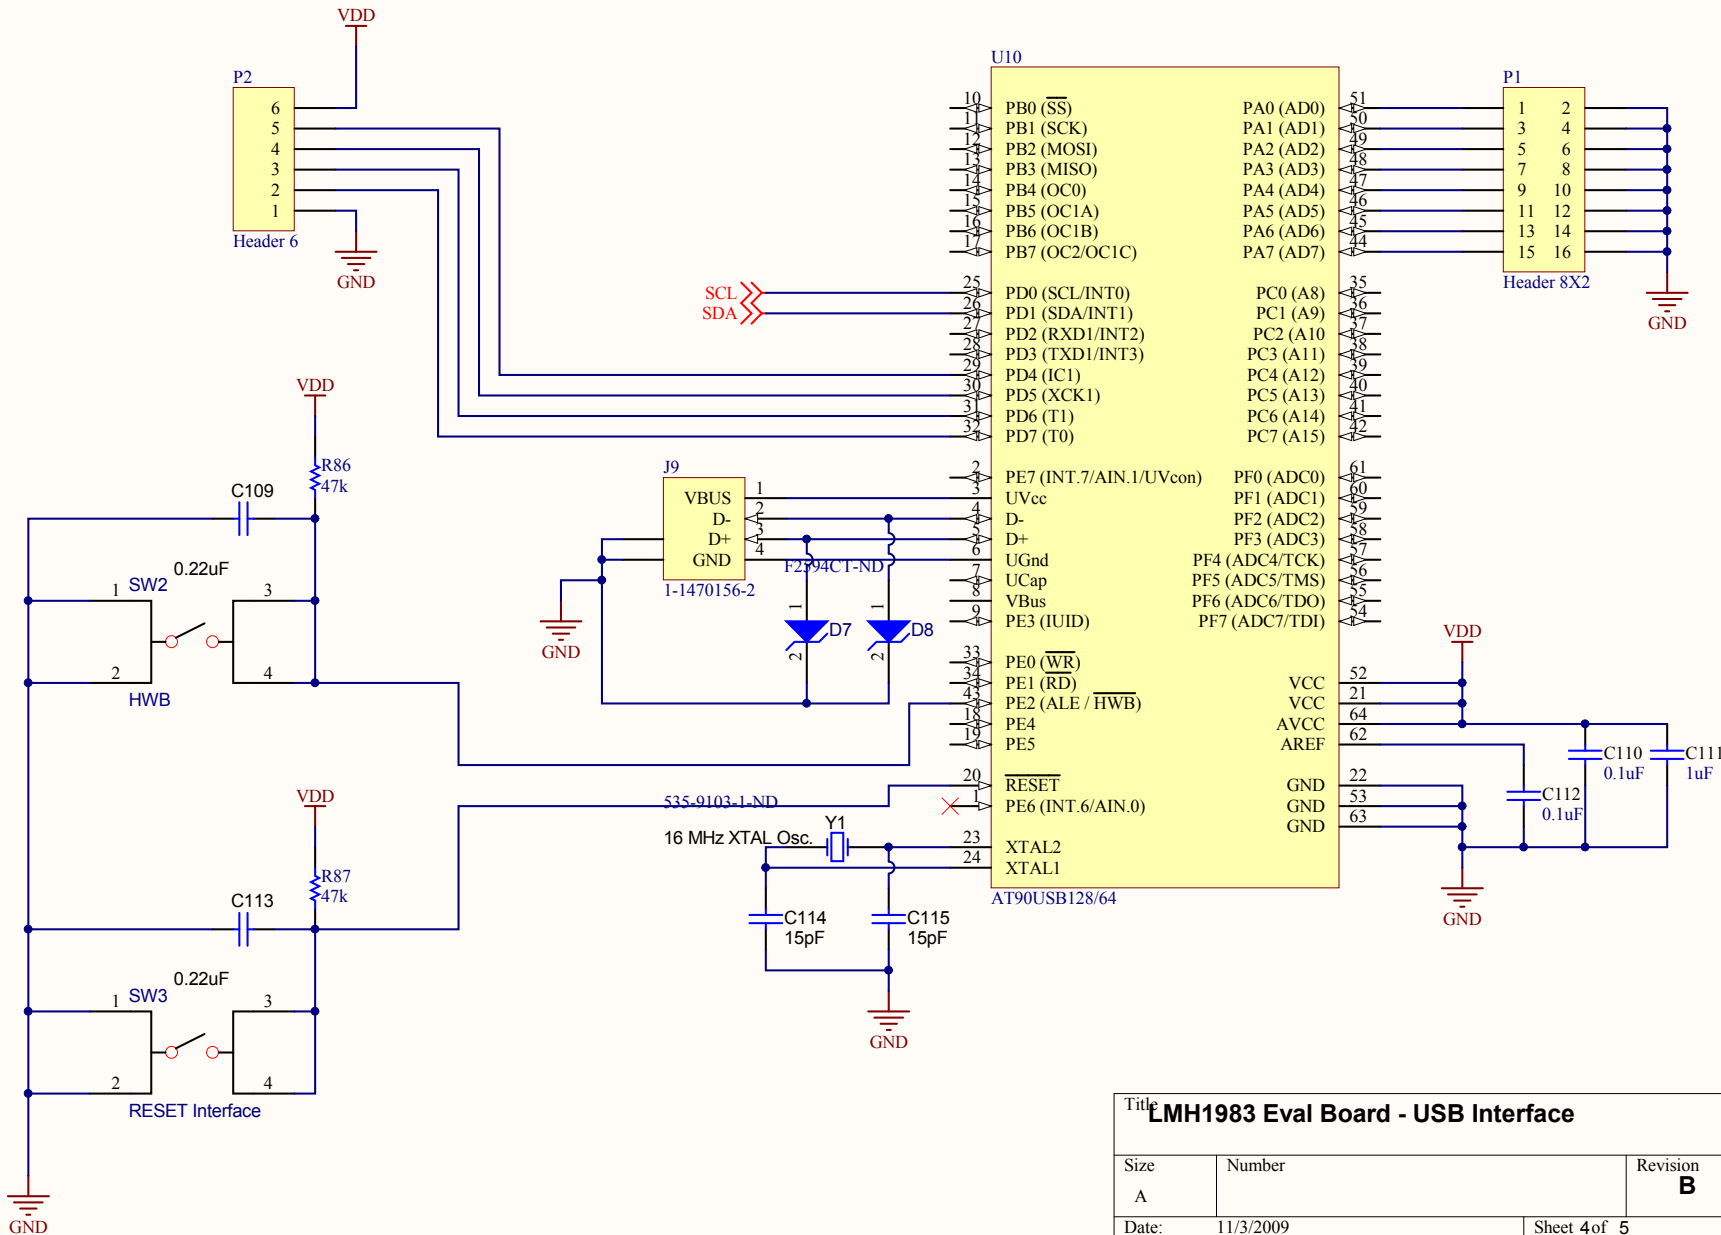 VDD
P2
6
5
4
3
2
1
Header 6
GND
U10
10 PB0 (SS)
11 PB1 (SCK)
12 PB2 (MOSI)
13 PB3 (MISO)
14 PB4 (OC0)
15 PB5 (OC1A)
16 PB6 (OC1B)
17 PB7 (OC2/OC1C)
SCL
SDA
25 PD0 (SCL/INT0)
26 PD1 (SDA/INT1)
27 PD2 (RXD1/INT2)
28 PD3 (TXD1/INT3)
29 PD4 (IC1)
30 PD5 (XCK1)
31 PD6 (T1)
32 PD7 (T0)
2 PE7 (INT.7/AIN.1/UVcon)
3 UVcc
4 D-
5 D+
6 UGnd
7 UCap
8 VBus
9 PE3 (IUID)
33 PE0 (WR)
34 PE1 (RD)
43 PE2 (ALE / HWB)
18 PE4
19 PE5
20 RESET
1 PE6 (INT.6/AIN.0)
23 XTAL2
24 XTAL1
PA0 (AD0) 51
PA1 (AD1) 50
PA2 (AD2) 49
PA3 (AD3) 48
PA4 (AD4) 47
PA5 (AD5) 46
PA6 (AD6) 45
PA7 (AD7) 44
PC0 (A8) 35
PC1 (A9) 36
PC2 (A10 37
PC3 (A11) 38
PC4 (A12) 39
PC5 (A13) 40
PC6 (A14) 41
PC7 (A15) 42
PF0 (ADC0) 61
PF1 (ADC1) 60
PF2 (ADC2) 59
PF3 (ADC3) 58
PF4 (ADC4/TCK) 57
PF5 (ADC5/TMS) 56
PF6 (ADC6/TDO) 55
PF7 (ADC7/TDI) 54
VCC 52
VCC 21
AVCC 64
AREF 62
GND 22
GND 53
GND 63
AT90USB128/64
P1
1 2
3 4
5 6
7 8
9 10
11 12
13 14
15 16
Header 8X2
GND
VDD
R86
47k
C109
0.22uF
SW2
1 3
2 4
HWB
J9
VBUS 1
D- 2
D+ 3
GND 4
1-1470156-2
F2594CT-ND
GND
1 D7
2
1 D8
2
VDD
C110
0.1uF
C111
1uF
C112
0.1uF
GND
535-9103-1-ND
16 MHz XTAL Osc.
Y1
C114
15pF
C115
15pF
GND
VDD
R87
47k
C113
0.22uF
SW3
1 3
2 4
RESET Interface
GND
Title LMH1983 Eval Board - USB Interface
Size Number Revision
A B
Date: 11/3/2009 Sheet 4 of 5